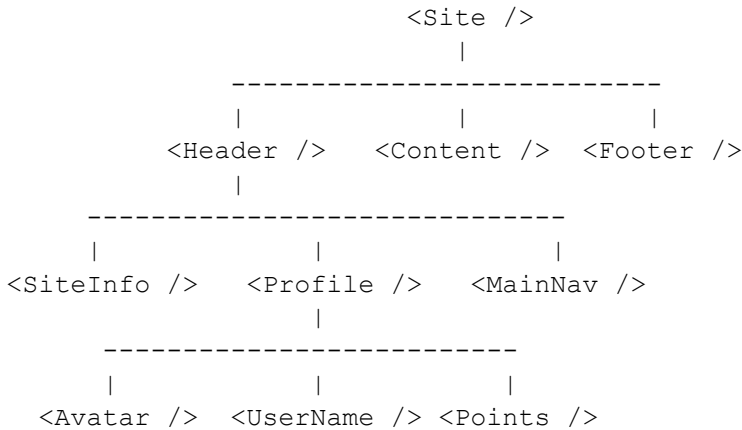 <Site />
<Header /> <Content /> <Footer />
<SiteInfo /> <Profile /> <MainNav />
<Avatar /> <UserName /> <Points />